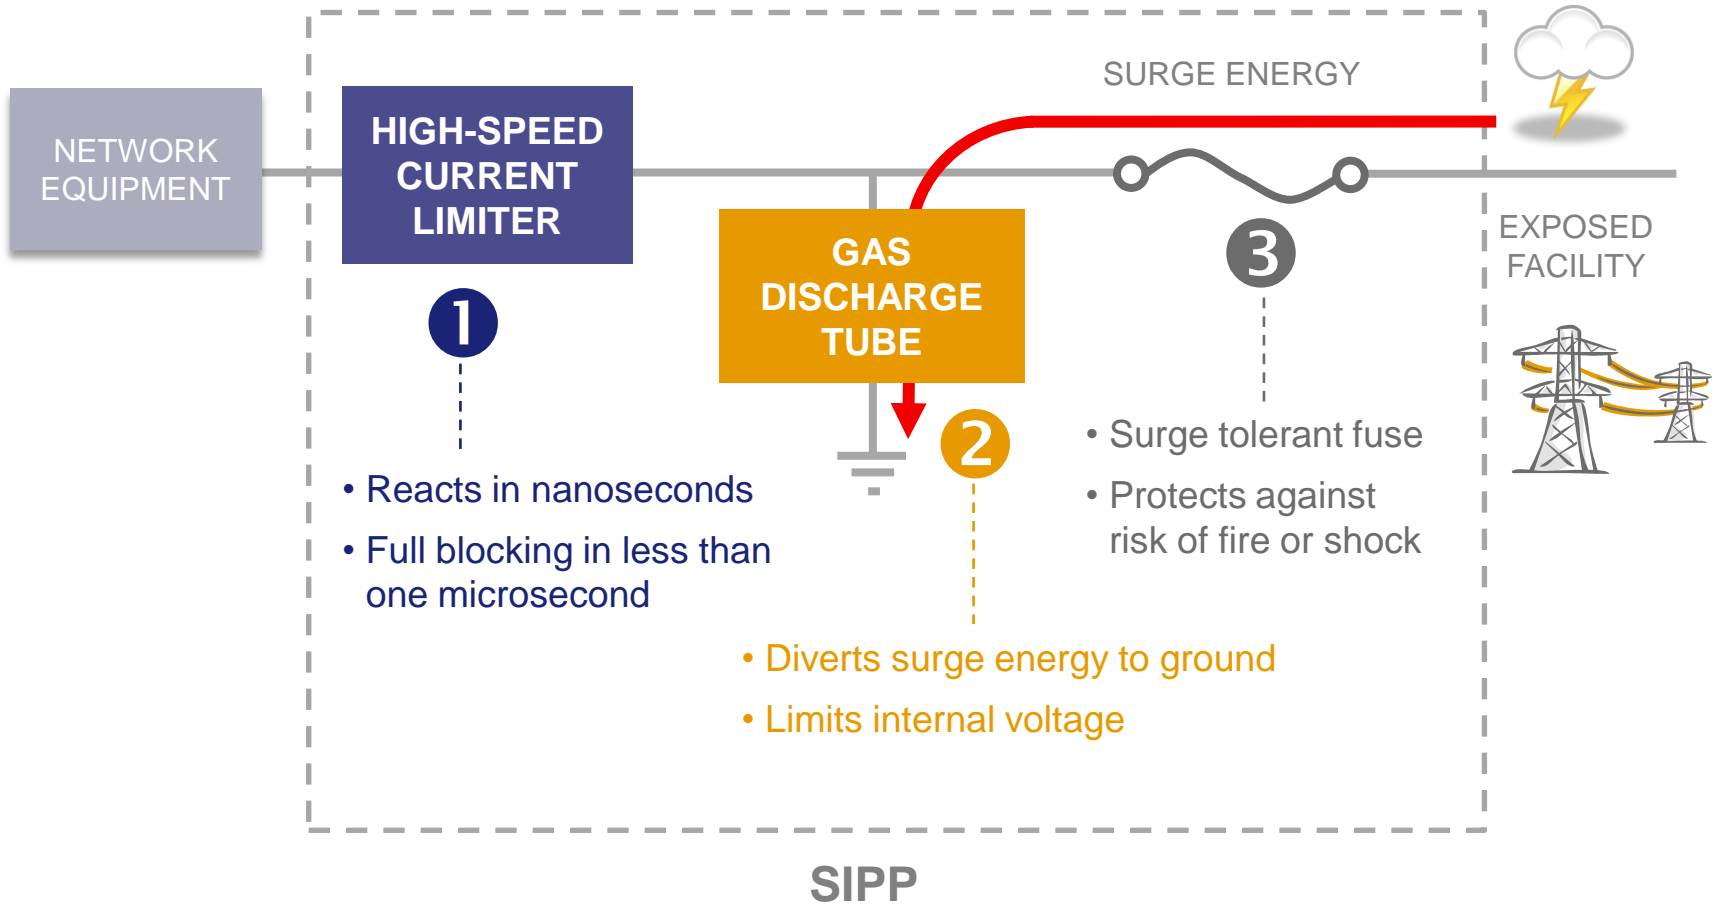 SURGE ENERGY
NETWORK
EQUIPMENT
HIGH-SPEED
CURRENT
LIMITER
GAS
DISCHARGE
TUBE
EXPOSED
FACILITY
1
2
3
• Reacts in nanoseconds
• Full blocking in less than
one microsecond
• Surge tolerant fuse
• Protects against
risk of fire or shock
• Diverts surge energy to ground
• Limits internal voltage
SIPP